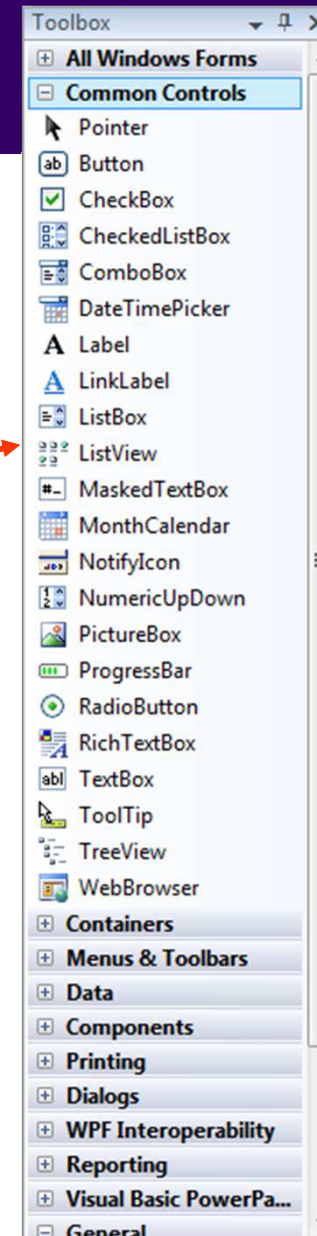 Toolbox
All Windows Forms
Common Controls
Pointer
Button
CheckBox
CheckedListBox
ComboBox
DateTimePicker
Label
LinkLabel
ListBox
ListView
MaskedTextBox
MonthCalendar
NotifyIcon
NumericUpDown
PictureBox
ProgressBar
RadioButton
RichTextBox
TextBox
ToolTip
TreeView
WebBrowser
Containers
Menus & Toolbars
Data
Components
Printing
Dialogs
WPF Interoperability
Reporting
Visual Basic PowerPa...
General